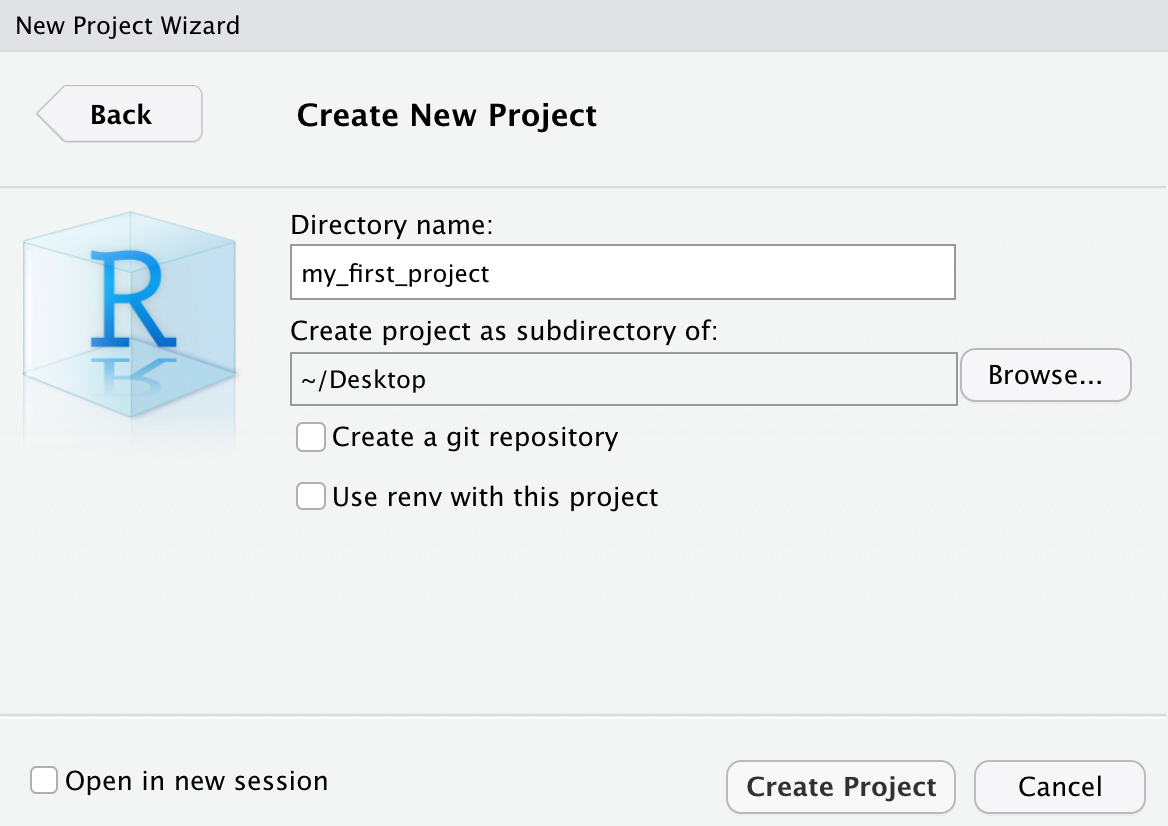 New Project Wizard
Back
Create New Project
R
Directory name:
my_first_project
Create project as subdirectory of:
~/Desktop
Browse...
Create a git repository
Use renv with this project
Open in new session
Create Project
Cancel